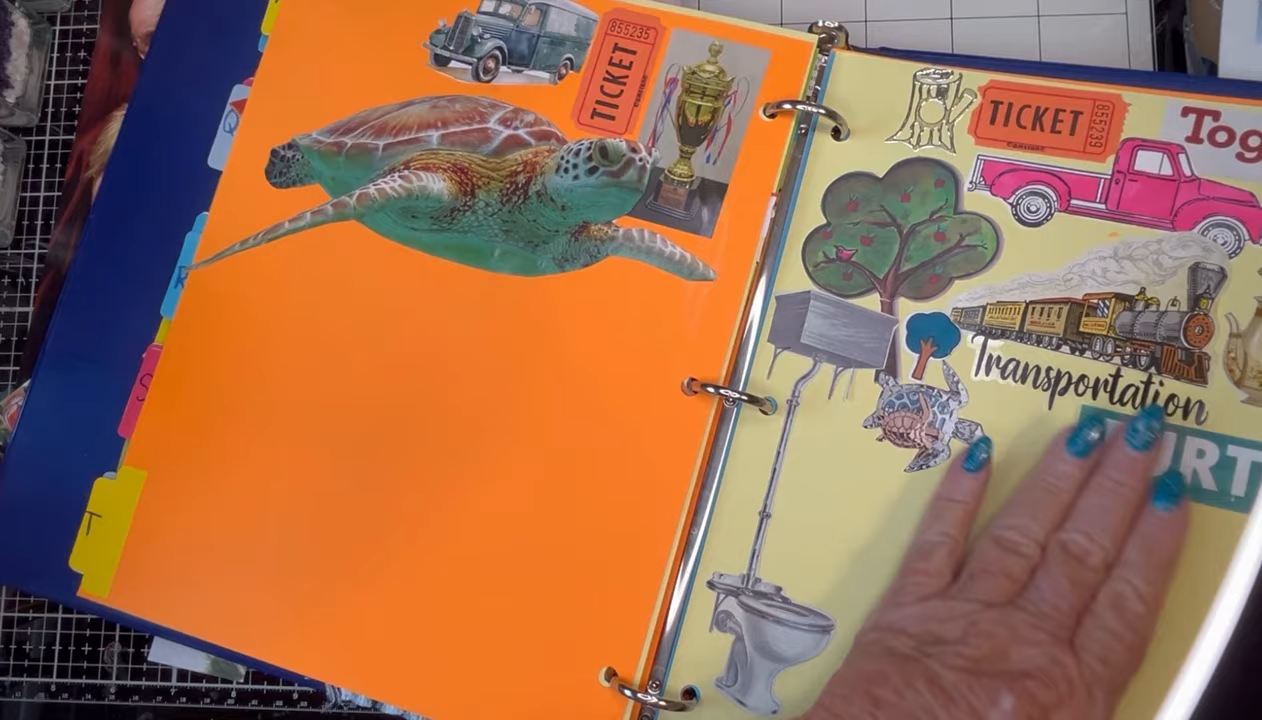 855235
TICKET
TICKET
855239
Tog
Transportation
URT
Q
R
S
T